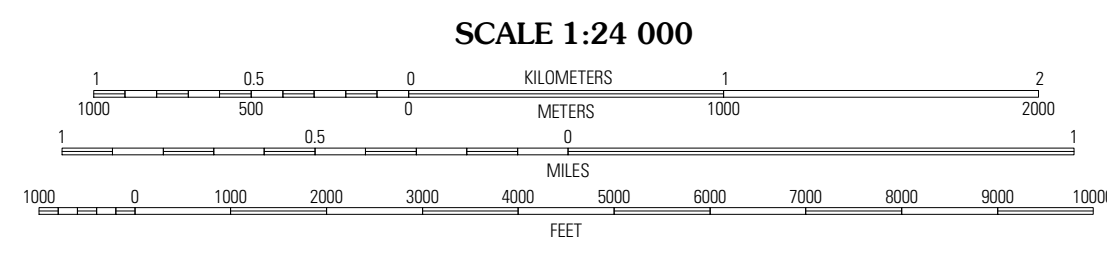 SCALE 1:24 000
1 0.5 0 KILOMETERS 1 2
1000 500 0 METERS 1000 2000
1 0.5 0 1
MILES
1000 0 1000 2000 3000 4000 5000 6000 7000 8000 9000 10000
FEET